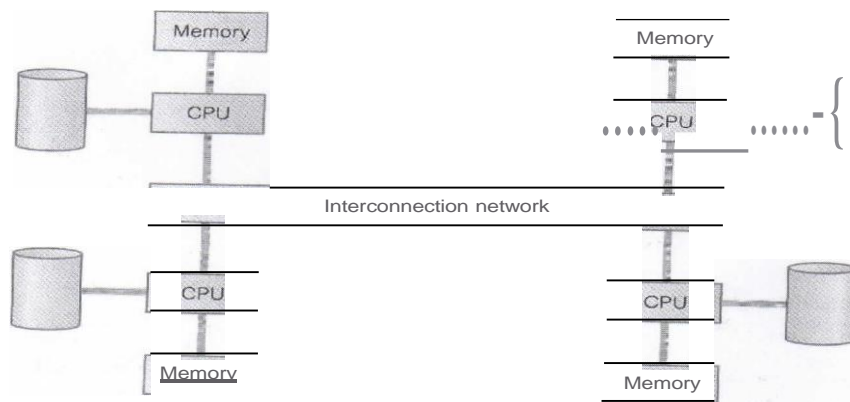 Memory
Memory
CPU
CPU
Interconnection network
CPU
CPU
Memory
Memory